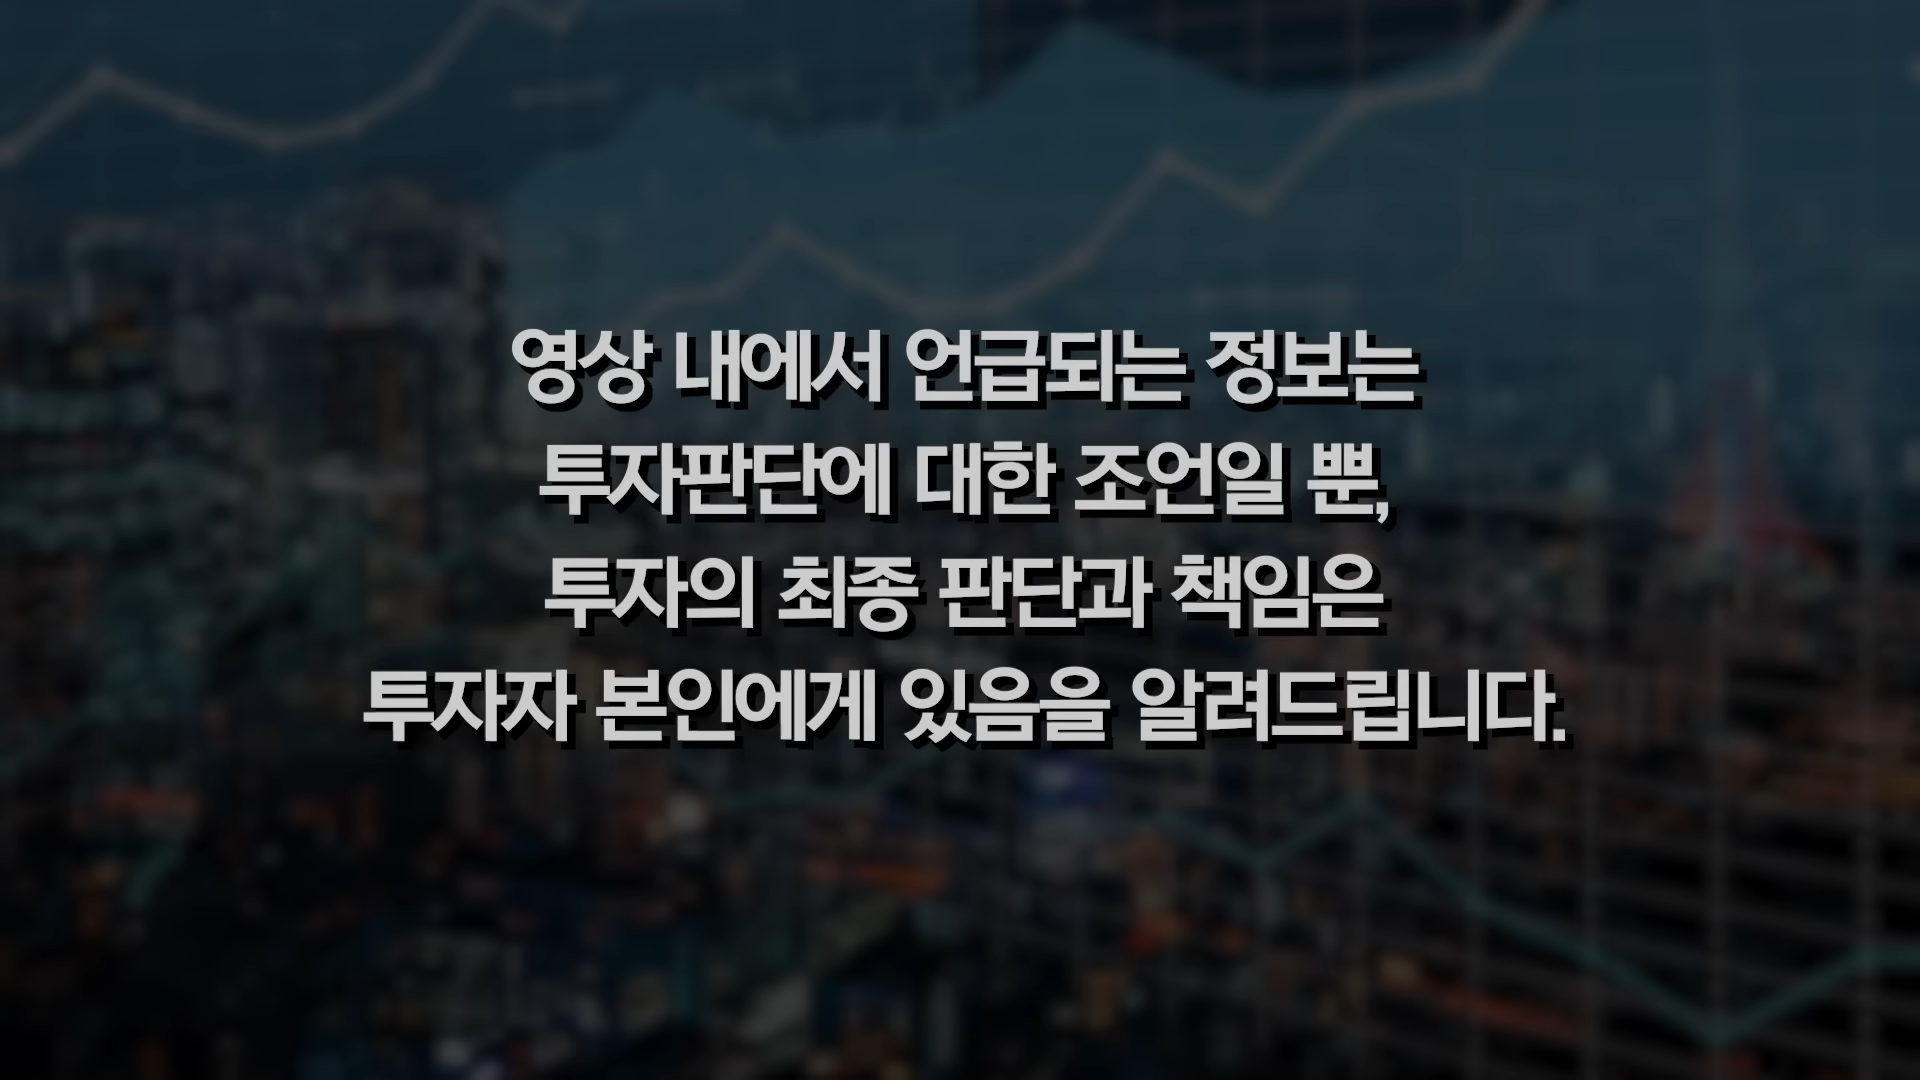 영상 내에서 언급되는 정보는
투자판단에 대한 조언일 뿐,
투자의 최종 판단과 책임은
투자자 본인에게 있음을 알려드립니다.